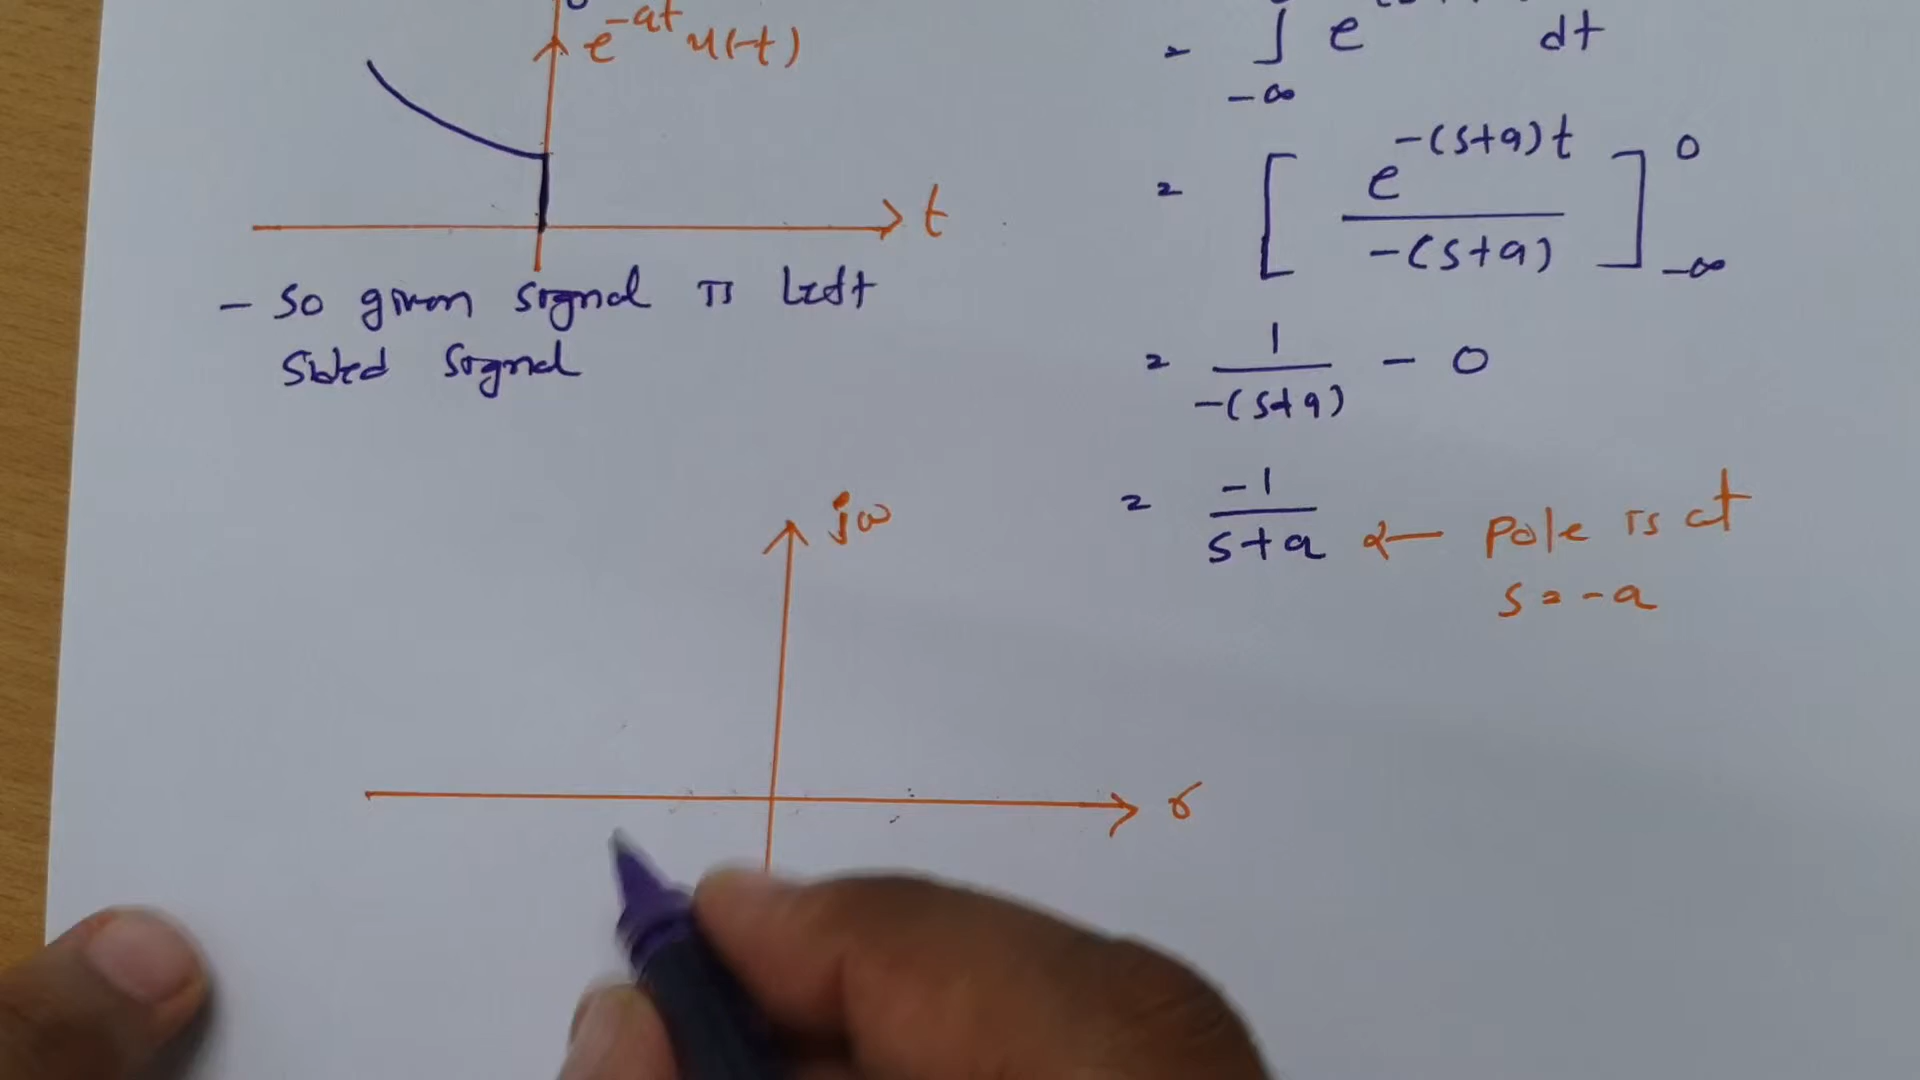 e^{-at} u(-t)
t
- So given signal is Left
Sided Signal
= ∫_{-∞} e dt
= [ e^{-(s+a)t} / -(s+a) ]_{-∞}^{0}
= 1 / -(s+a) - 0
= -1 / s+a ← Pole is at
s = -a
jω
σ